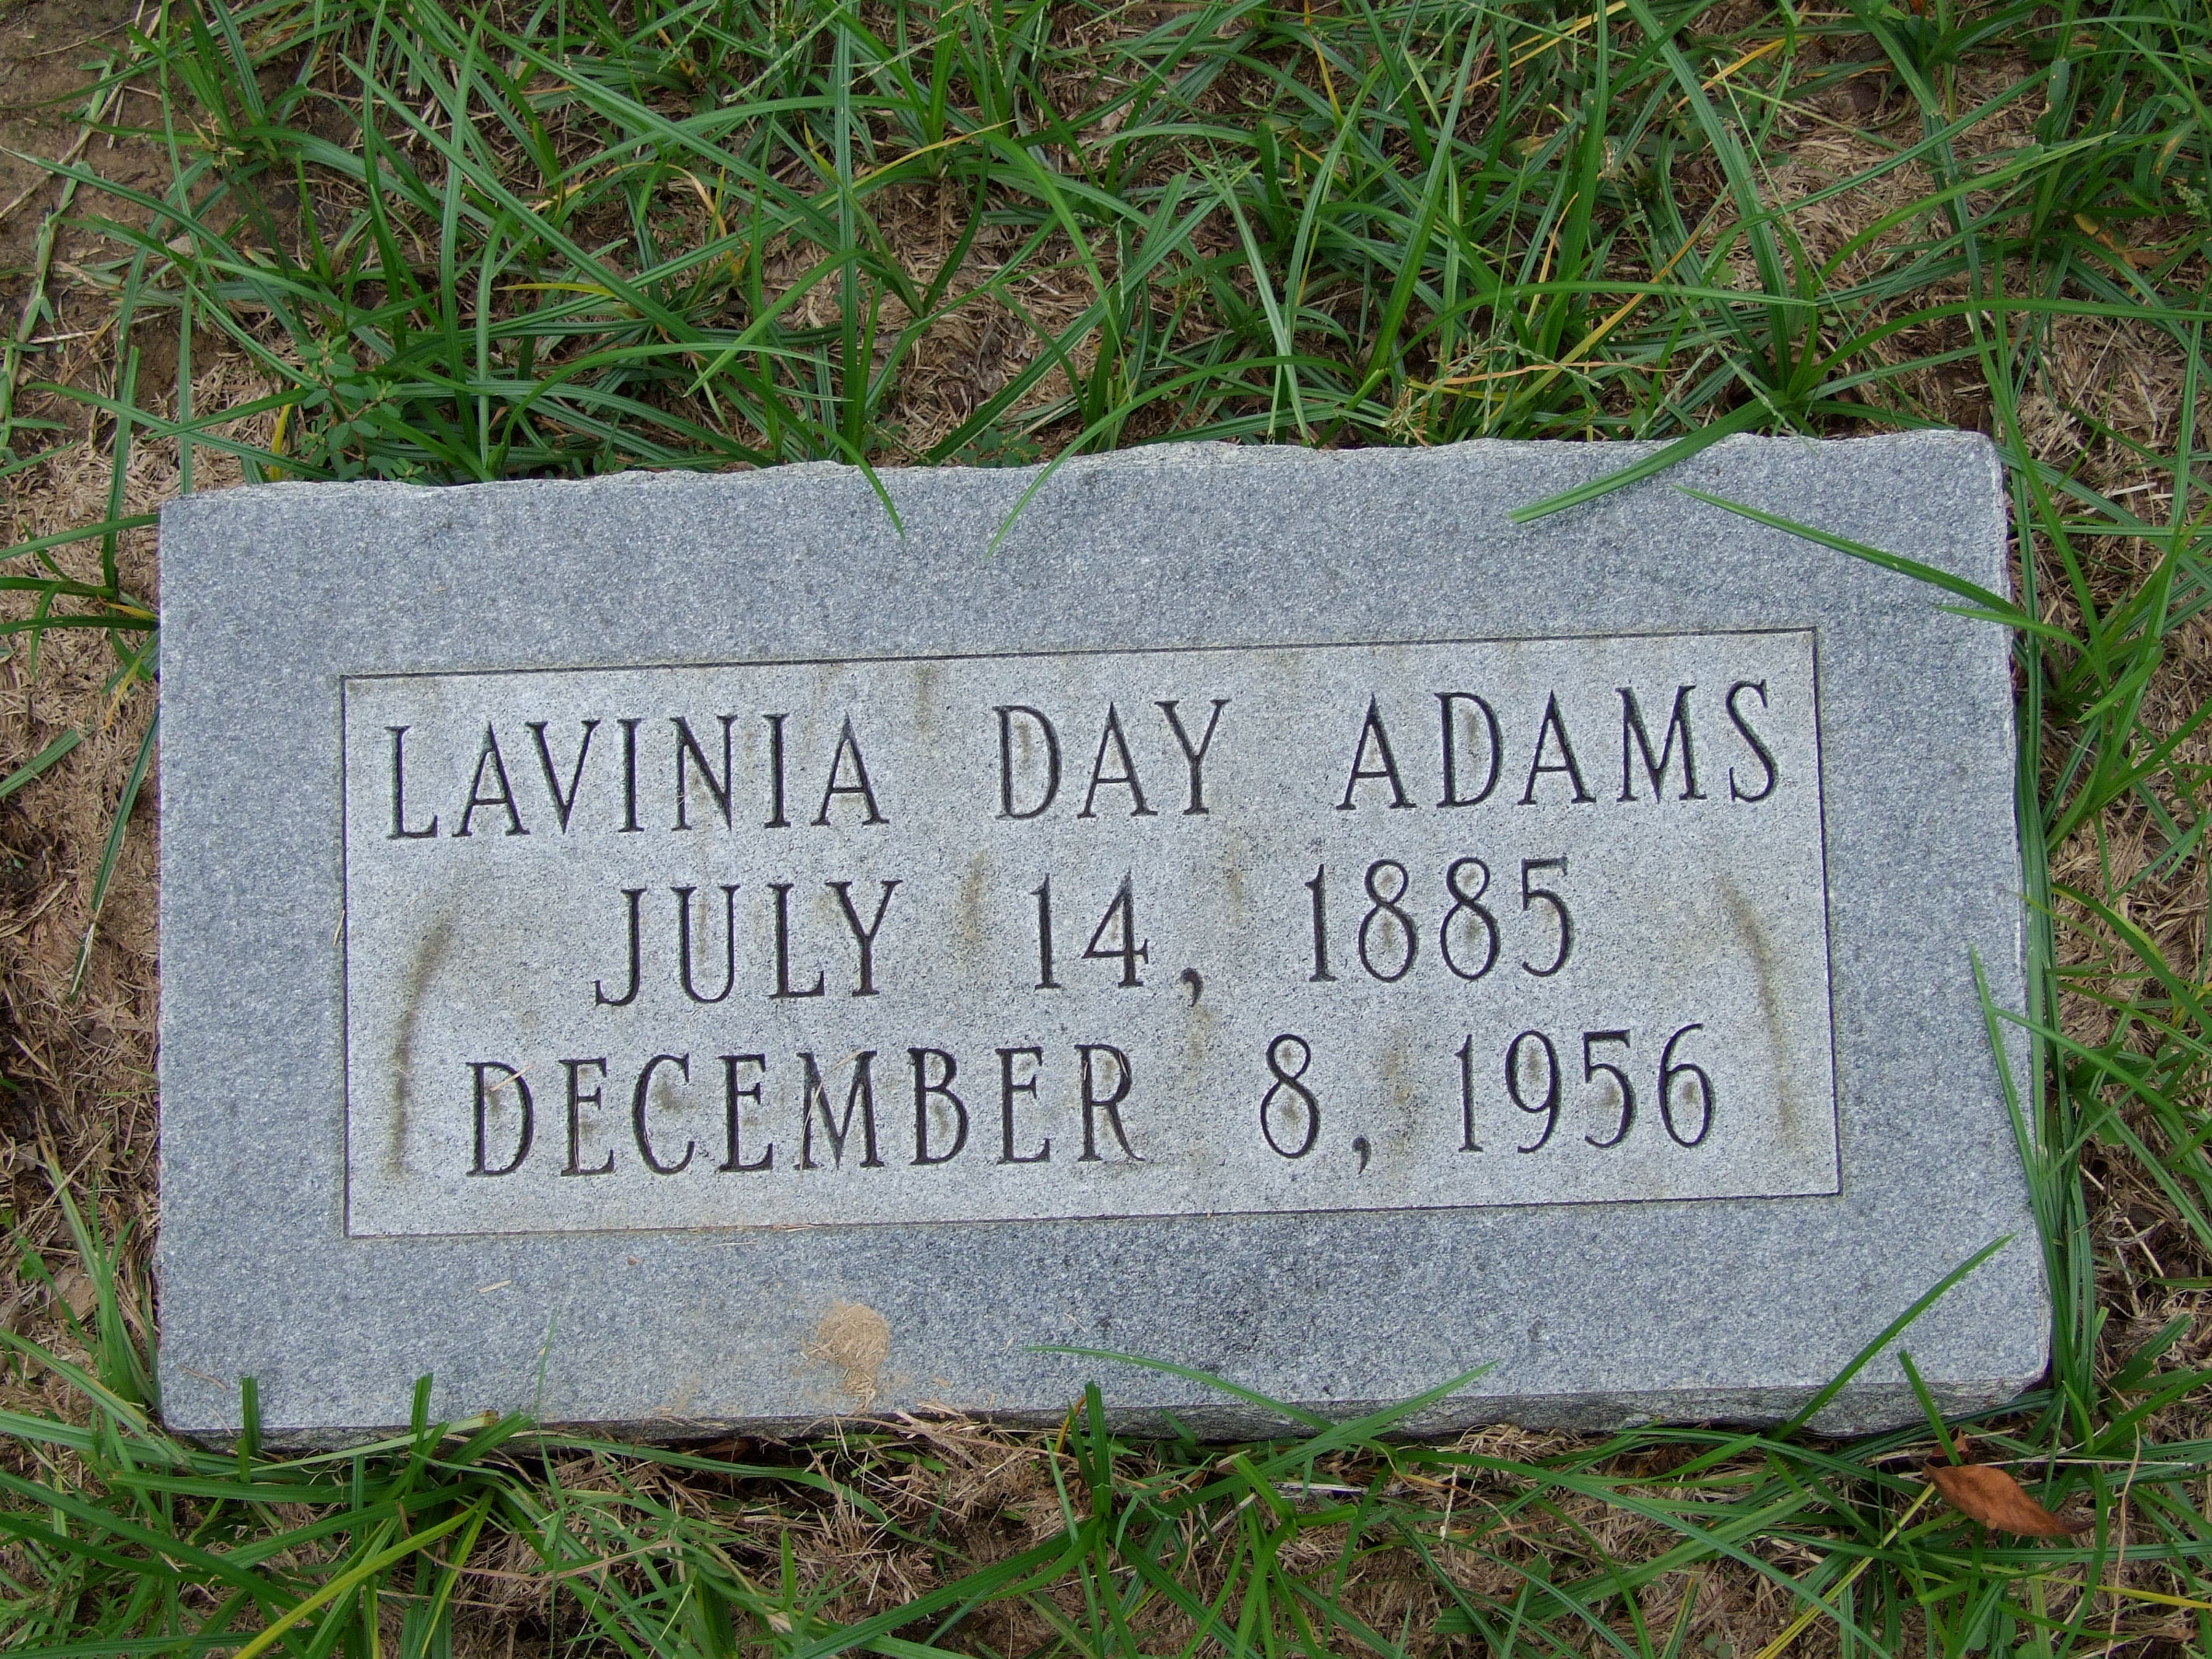 LAVINIA DAY ADAMS
JULY 14, 1885
DECEMBER 8, 1956